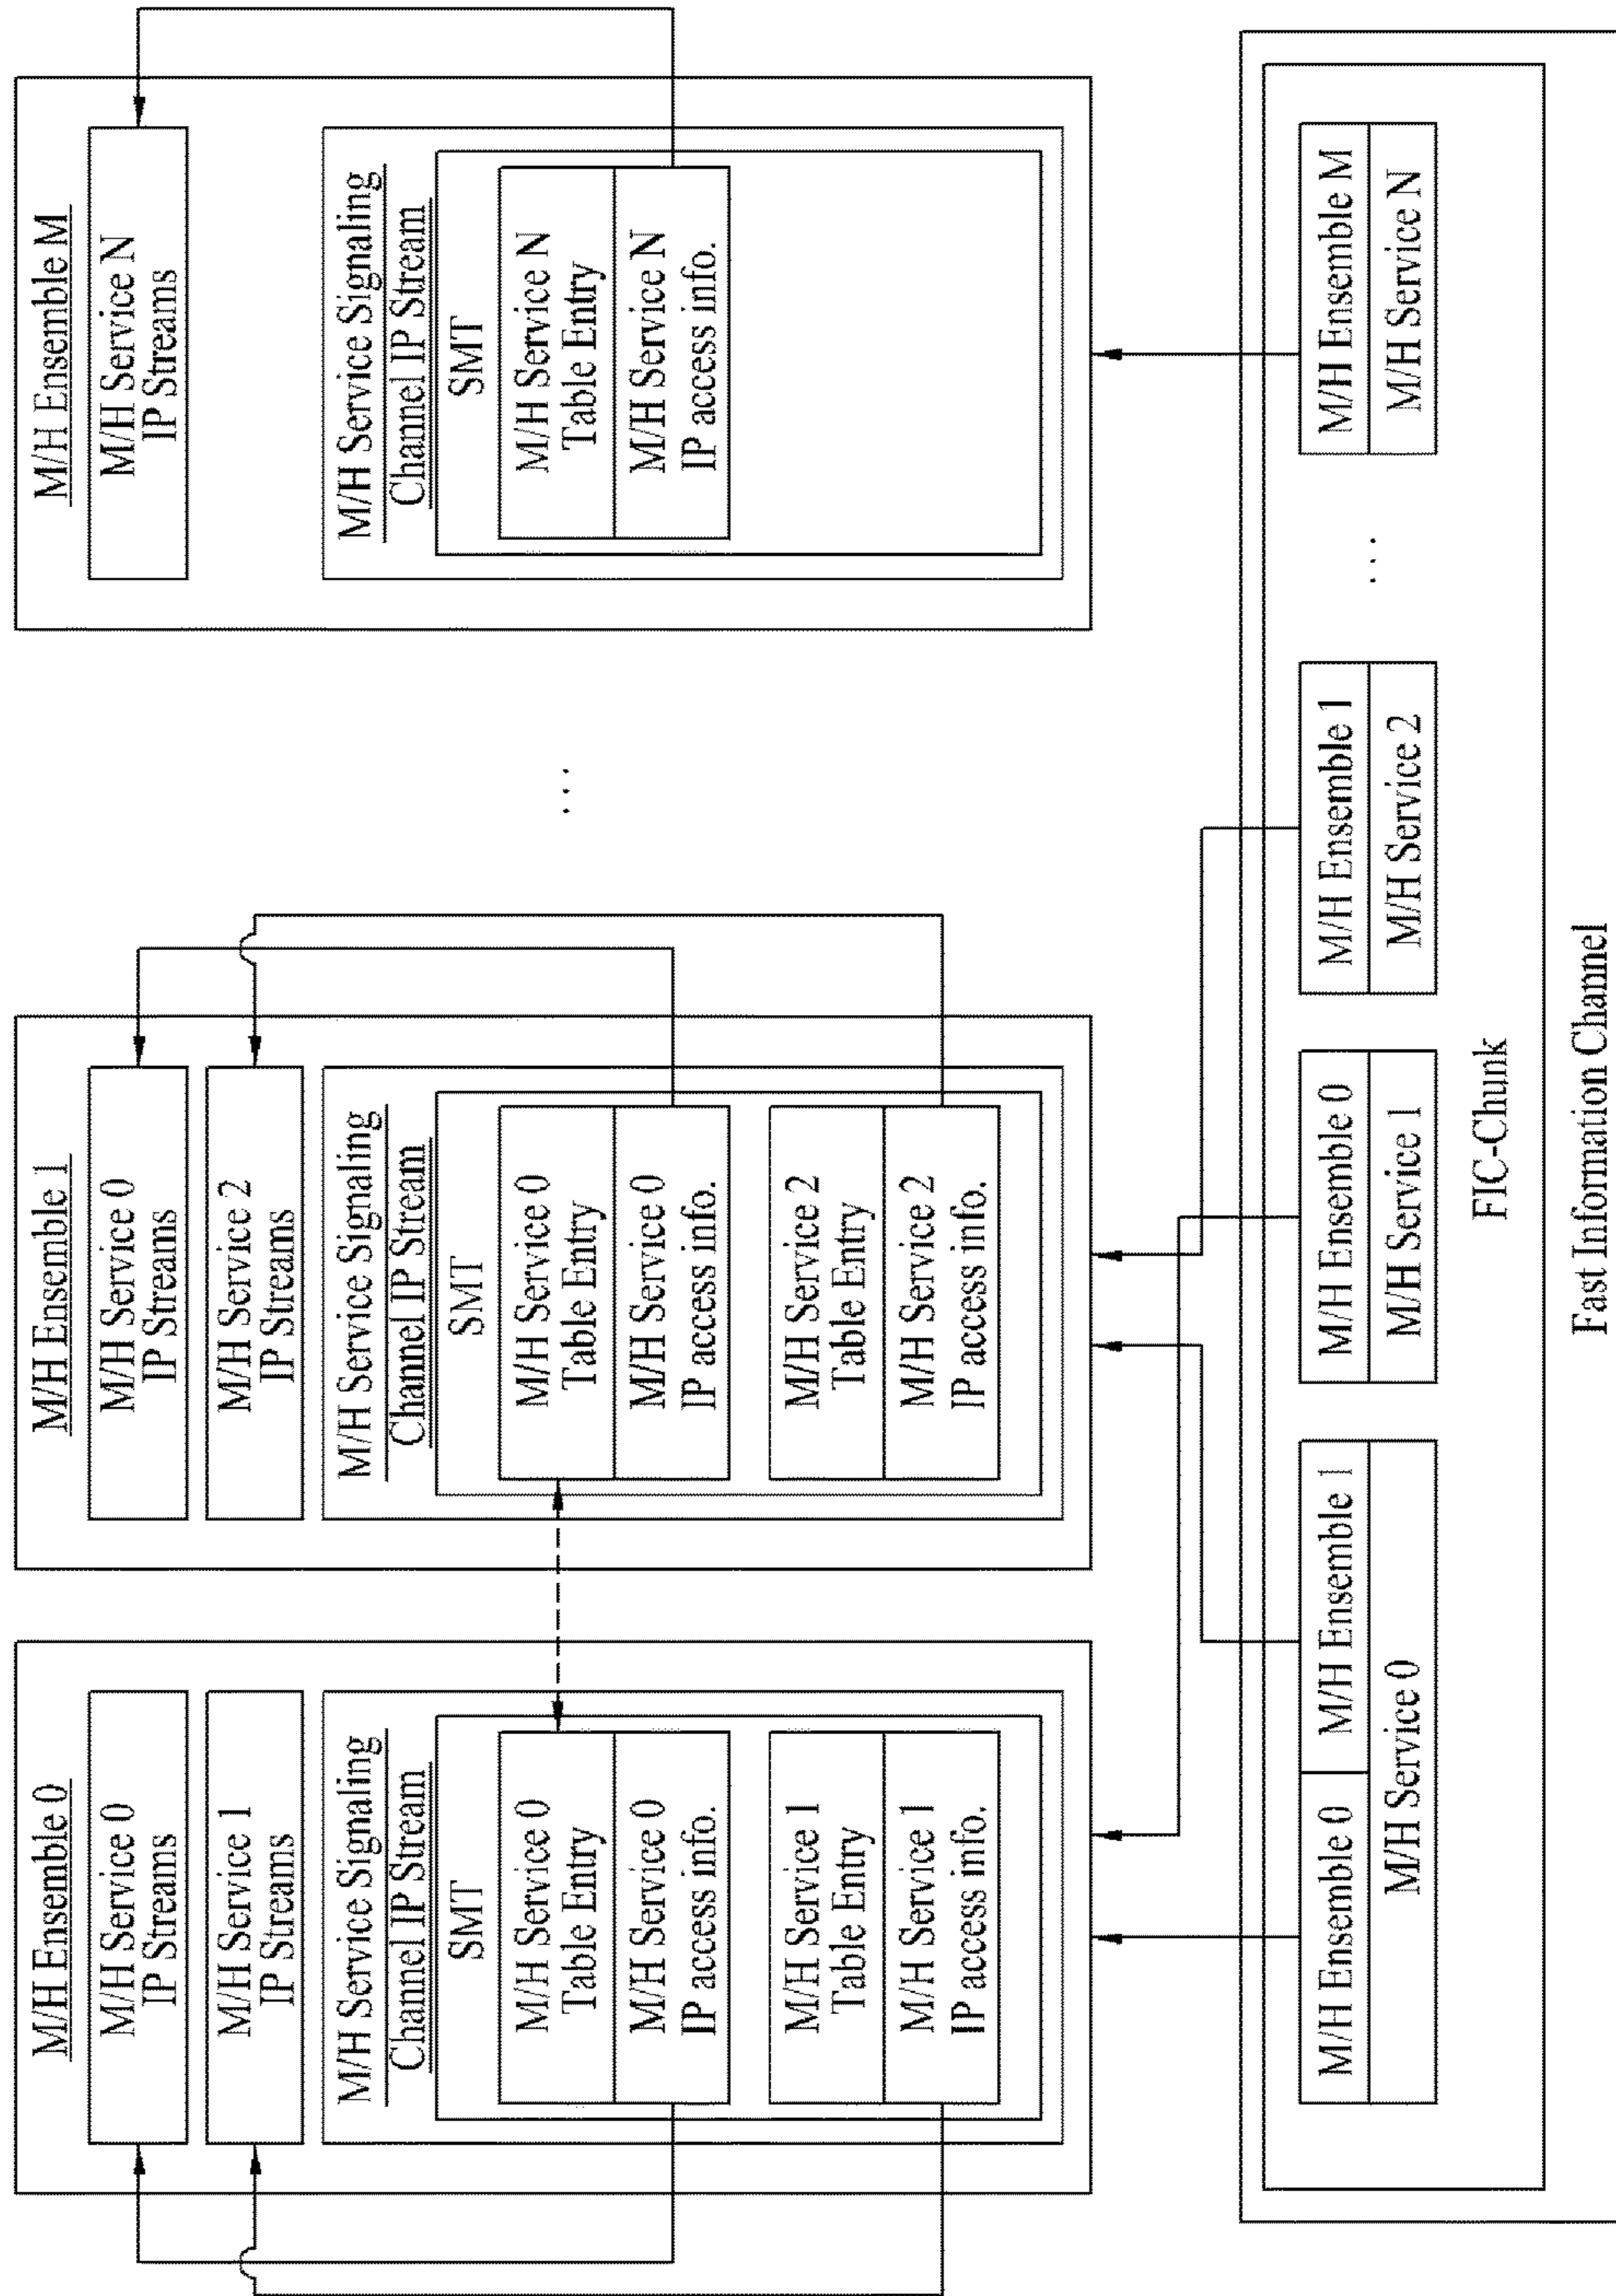 M/H Ensemble 0
M/H Service 0
IP Streams
M/H Service 1
IP Streams
M/H Service Signaling
Channel IP Stream
SMT
M/H Service 0
Table Entry
M/H Service 0
IP access info.
M/H Service 1
Table Entry
M/H Service 1
IP access info.
M/H Ensemble 1
M/H Service 0
IP Streams
M/H Service 2
IP Streams
M/H Service Signaling
Channel IP Stream
SMT
M/H Service 0
Table Entry
M/H Service 0
IP access info.
M/H Service 2
Table Entry
M/H Service 2
IP access info.
...
M/H Ensemble M
M/H Service N
IP Streams
M/H Service Signaling
Channel IP Stream
SMT
M/H Service N
Table Entry
M/H Service N
IP access info.
M/H Ensemble 0
M/H Ensemble 1
M/H Service 0
M/H Ensemble 0
M/H Service 1
M/H Ensemble 1
M/H Service 2
...
M/H Ensemble M
M/H Service N
FIC-Chunk
Fast Information Channel